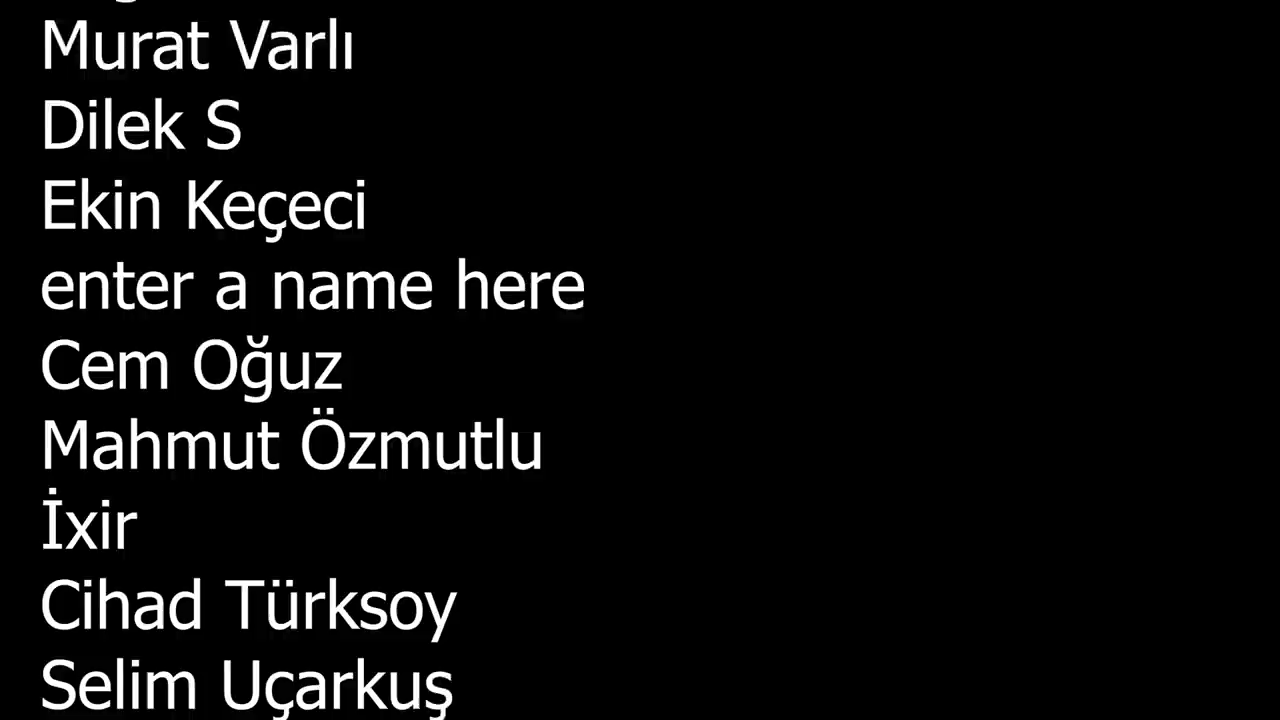 Murat Varlı
Dilek S
Ekin Keçeci
enter a name here
Cem Oğuz
Mahmut Özmutlu
İxir
Cihad Türksoy
Selim Uçarkuş